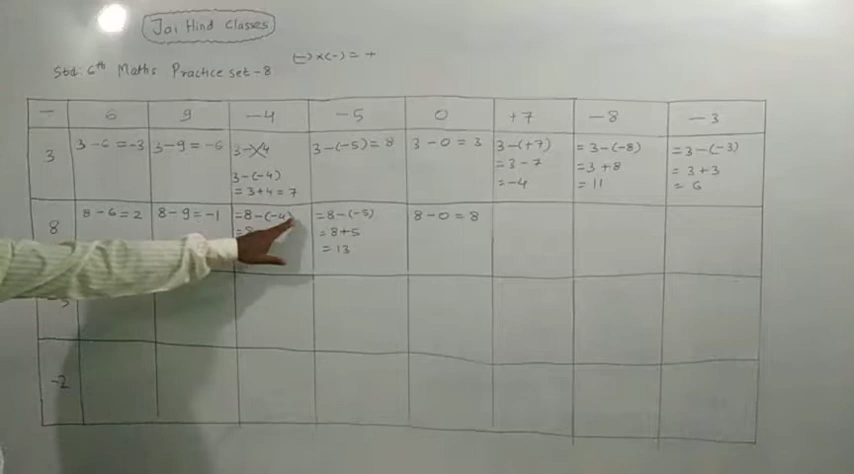 Jai Hind Classes
(-)×(-) = +
Std: 6th Maths Practice set - 8
- 6 9 -4 -5 0 +7 -8 -3
3 3-6=-3 3-9=-6 3-4 3-(-5)=8 3-0=3 3-(+7) =3-(-8) =3-(-3)
3-(-4) =3-7 =3+8 =3+3
=3+4=7 =-4 =11 =6
8 8-6=2 8-9=-1 =8-(-4) =8-(-5) 8-0=8
=8 =8+5
=13
-2